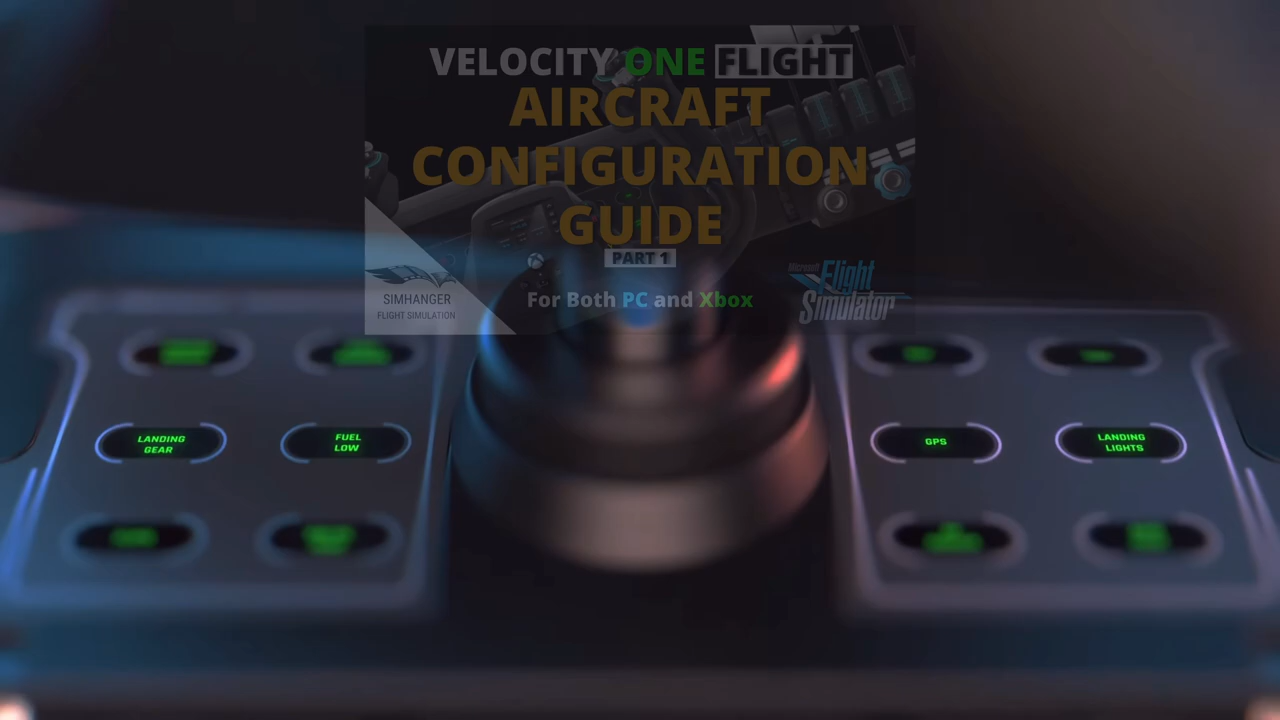 VELOCITY ONE FLIGHT
AIRCRAFT
CONFIGURATION
GUIDE
PART 1
For Both PC and Xbox
SIMHANGER
FLIGHT SIMULATION
Microsoft
Flight
Simulator
LANDING
GEAR
FUEL
LOW
GPS
LANDING
LIGHTS